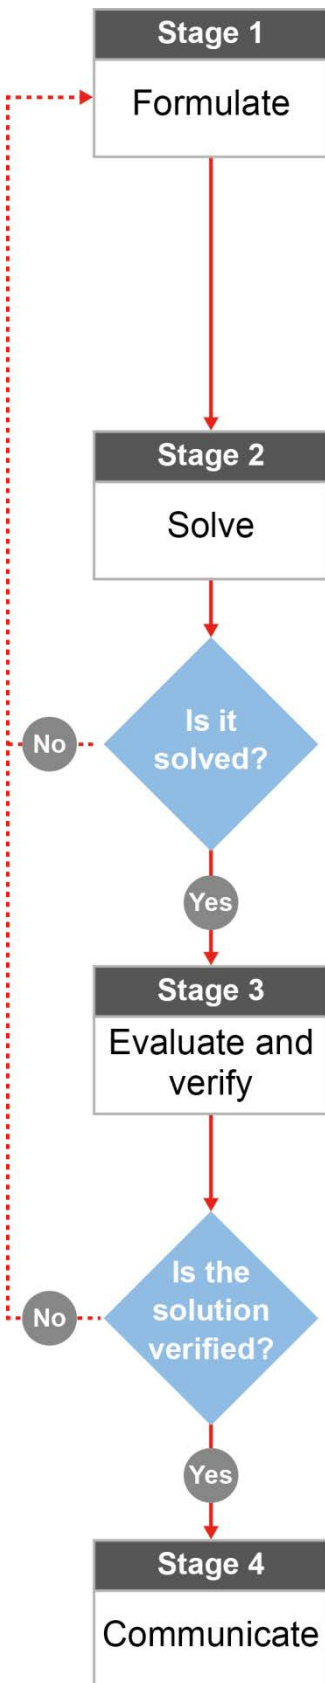 Stage 1
Formulate
Stage 2
Solve
Is it
solved?
No
Yes
Stage 3
Evaluate and
verify
Is the
solution
verified?
No
Yes
Stage 4
Communicate